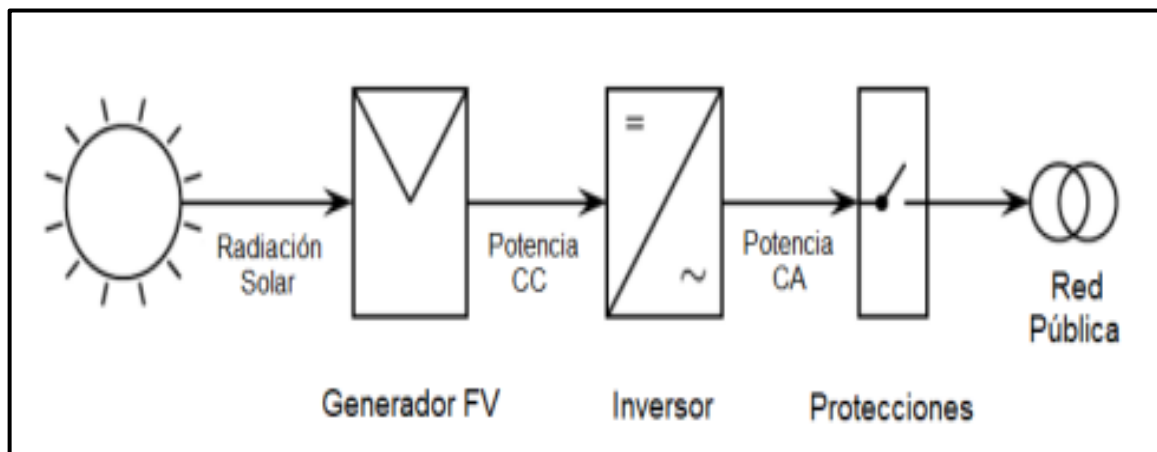 Radiación
Solar
Potencia
CC
=
~
Potencia
CA
Red
Pública
Generador FV
Inversor
Protecciones